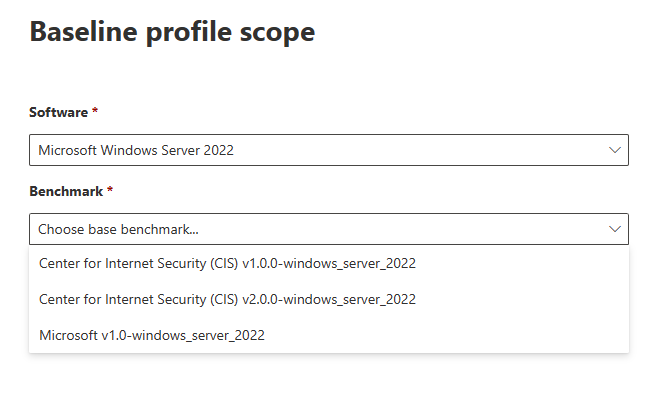 Baseline profile scope
Software *
Microsoft Windows Server 2022
Benchmark *
Choose base benchmark...
Center for Internet Security (CIS) v1.0.0-windows_server_2022
Center for Internet Security (CIS) v2.0.0-windows_server_2022
Microsoft v1.0-windows_server_2022